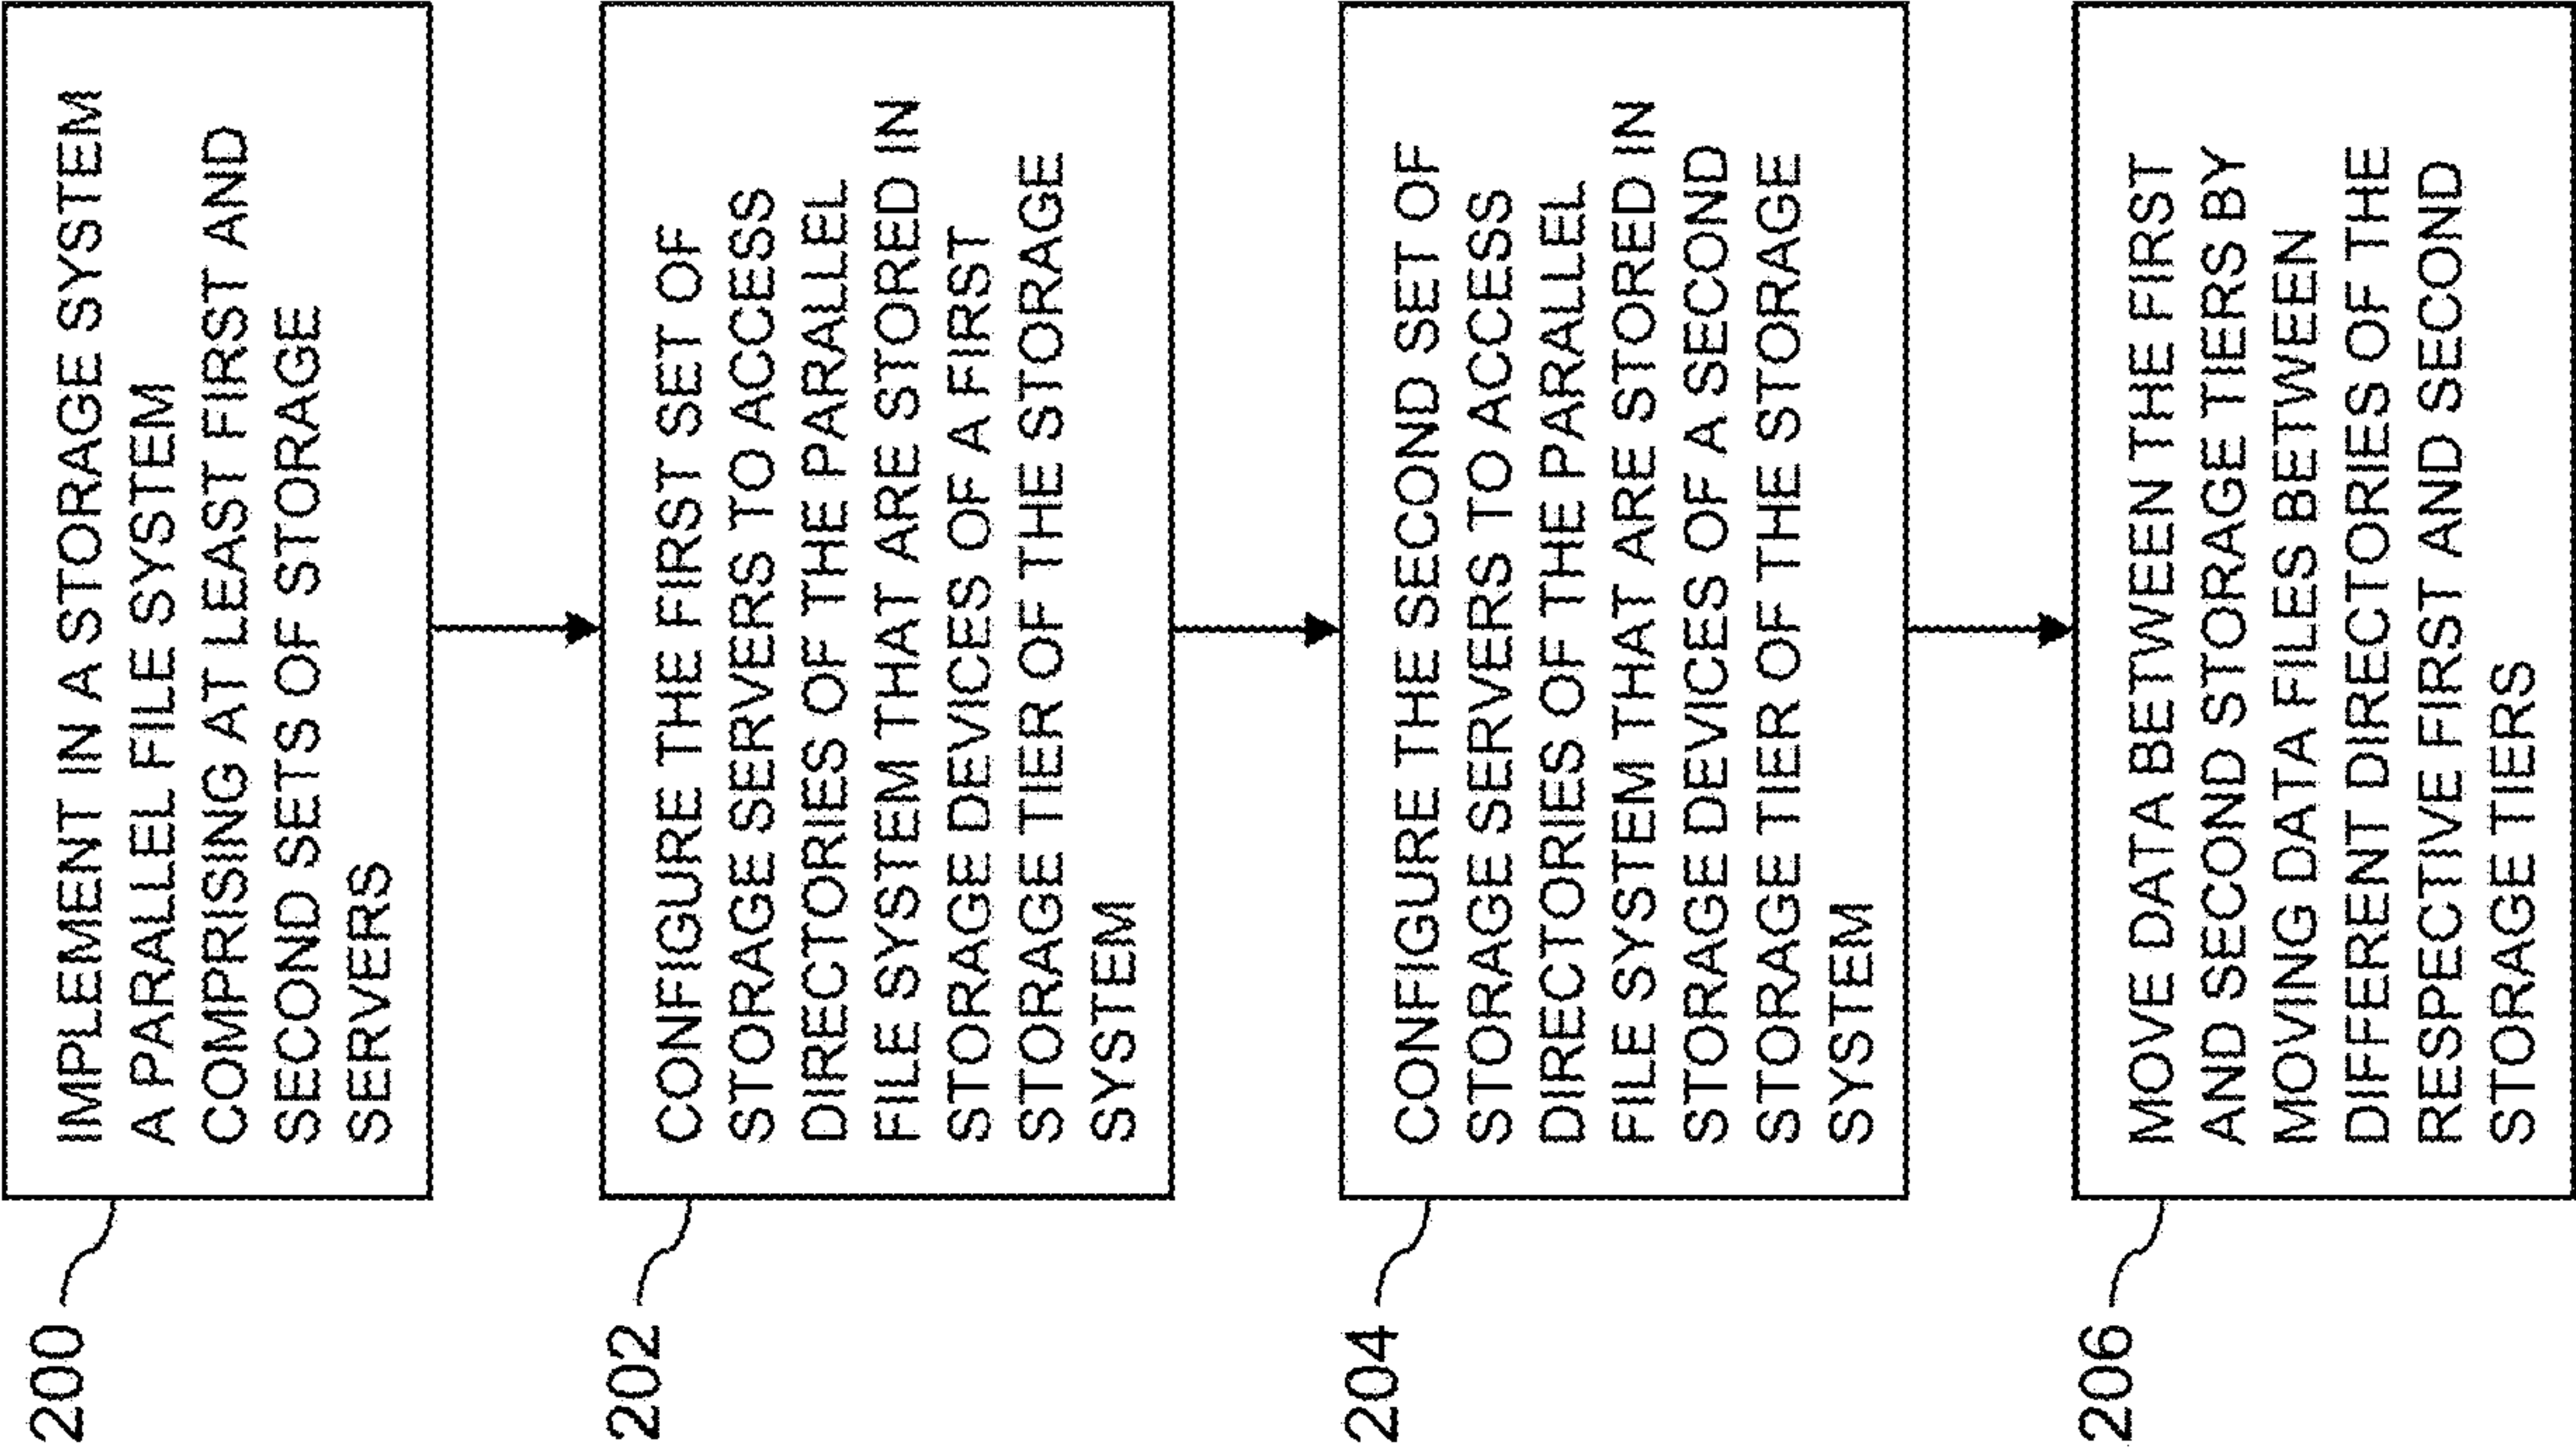 200
IMPLEMENT IN A STORAGE SYSTEM
A PARALLEL FILE SYSTEM
COMPRISING AT LEAST FIRST AND
SECOND SETS OF STORAGE
SERVERS
202
CONFIGURE THE FIRST SET OF
STORAGE SERVERS TO ACCESS
DIRECTORIES OF THE PARALLEL
FILE SYSTEM THAT ARE STORED IN
STORAGE DEVICES OF A FIRST
STORAGE TIER OF THE STORAGE
SYSTEM
204
CONFIGURE THE SECOND SET OF
STORAGE SERVERS TO ACCESS
DIRECTORIES OF THE PARALLEL
FILE SYSTEM THAT ARE STORED IN
STORAGE DEVICES OF A SECOND
STORAGE TIER OF THE STORAGE
SYSTEM
206
MOVE DATA BETWEEN THE FIRST
AND SECOND STORAGE TIERS BY
MOVING DATA FILES BETWEEN
DIFFERENT DIRECTORIES OF THE
RESPECTIVE FIRST AND SECOND
STORAGE TIERS